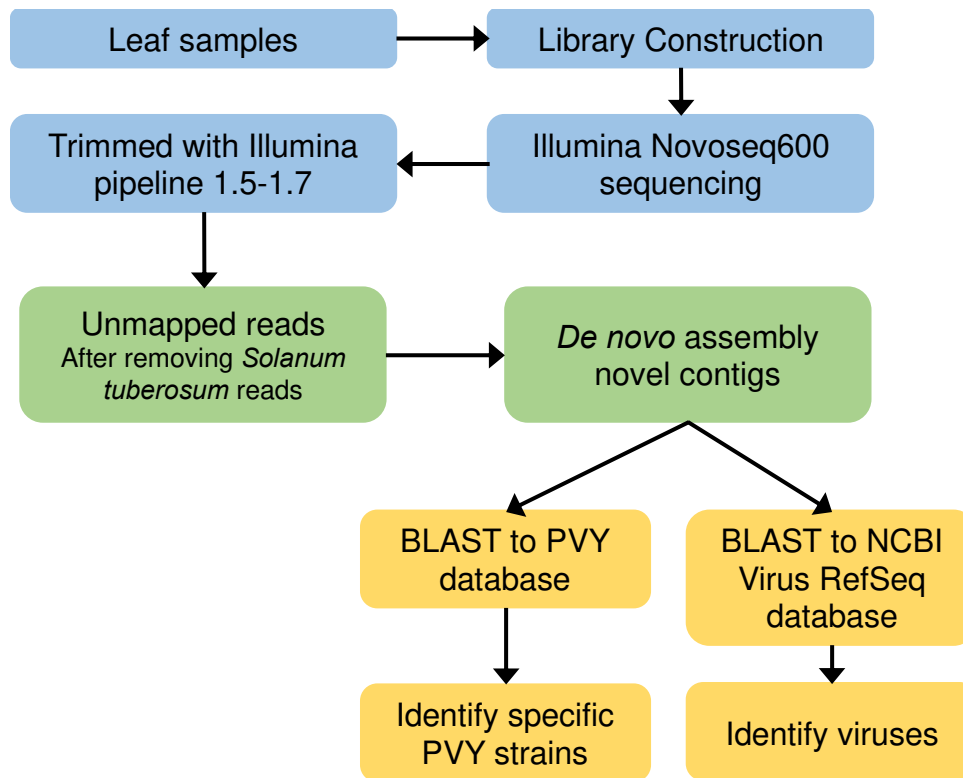 Leaf samples
Library Construction
Trimmed with Illumina
pipeline 1.5-1.7
Illumina Novoseq600
sequencing
Unmapped reads
After removing Solanum
tuberosum reads
De novo assembly
novel contigs
BLAST to PVY
database
BLAST to NCBI
Virus RefSeq
database
Identify specific
PVY strains
Identify viruses